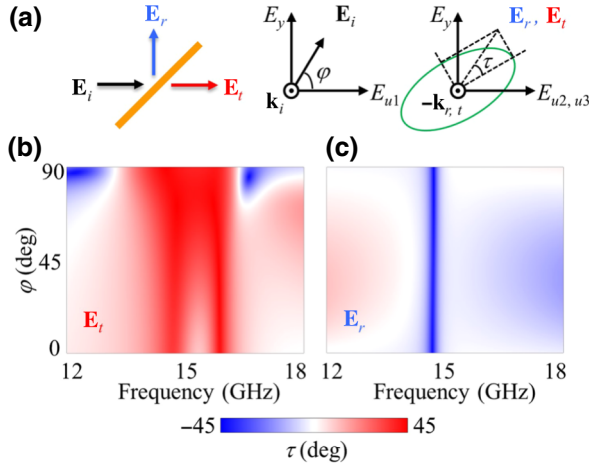 (a)
E_r
E_i
E_t
E_y
E_i
φ
k_i
E_u1
E_y
E_r, E_t
τ
-k_r, t
E_u2, u3
(b)
(c)
90
45
0
φ (deg)
E_t
E_r
12 15 18
12 15 18
Frequency (GHz)
Frequency (GHz)
-45 45
τ (deg)